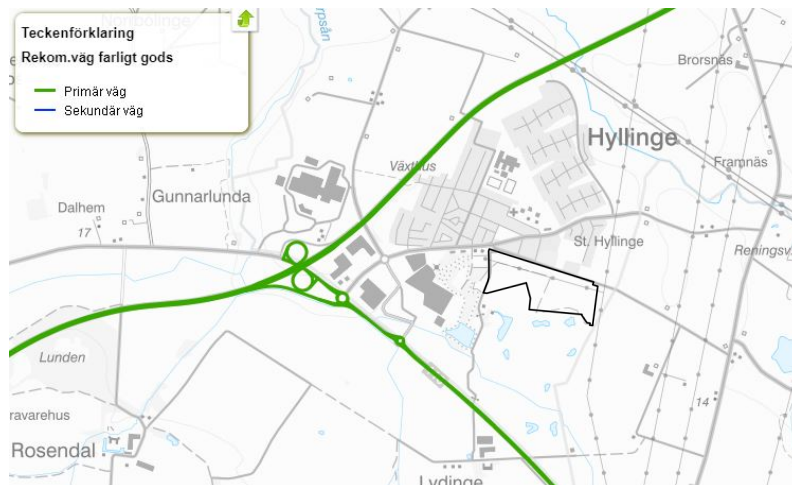 Teckenförklaring
Rekom.väg farligt gods
Primär väg
Sekundär väg
Brorsnäs
Hyllinge
Växthus
Framnäs
Gunnarlunda
Dalhem
17
St. Hyllinge
Reningsv
Lunden
14
ravarehus
Rosendal
Lydinge